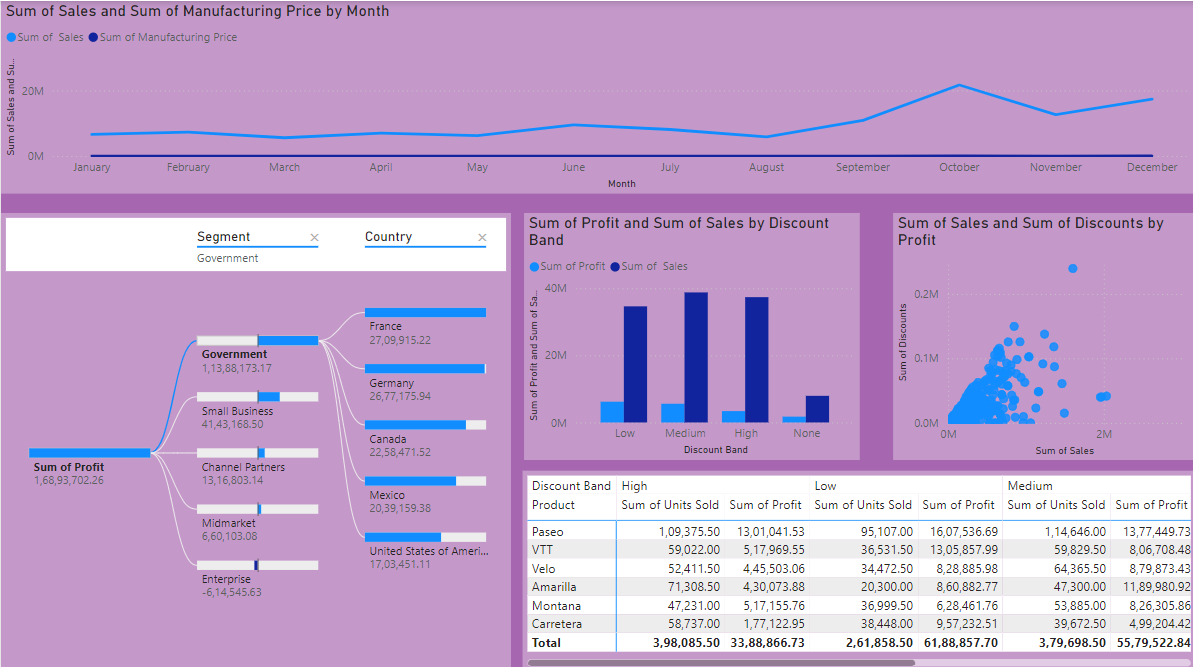 Sum of Sales and Sum of Manufacturing Price by Month
Sum of Sales Sum of Manufacturing Price
Sum of Sales and Su...
20M
0M
January February March April May June July August September October November December
Month
Segment Country
Government
Sum of Profit
1,68,93,702.26
Government
1,13,88,173.17
Small Business
41,43,168.50
Channel Partners
13,16,803.14
Midmarket
6,60,103.08
Enterprise
-6,14,545.63
France
27,09,915.22
Germany
26,77,175.94
Canada
22,58,471.52
Mexico
20,39,159.38
United States of Ameri...
17,03,451.11
Sum of Profit and Sum of Sales by Discount
Band
Sum of Profit Sum of Sales
Sum of Profit and Sum of Sa...
40M
20M
0M
Low Medium High None
Discount Band
Sum of Sales and Sum of Discounts by
Profit
Sum of Discounts
0.2M
0.1M
0.0M
0M 2M
Sum of Sales
Discount Band High Low Medium
Product Sum of Units Sold Sum of Profit Sum of Units Sold Sum of Profit Sum of Units Sold Sum of Profit
Paseo 1,09,375.50 13,01,041.53 95,107.00 16,07,536.69 1,14,646.00 13,77,449.73
VTT 59,022.00 5,17,969.55 36,531.50 13,05,857.99 59,829.50 8,06,708.48
Velo 52,411.50 4,45,503.06 34,472.50 8,28,885.98 64,365.50 8,79,873.43
Amarilla 71,308.50 4,30,073.88 20,300.00 8,60,882.77 47,300.00 11,89,980.92
Montana 47,231.00 5,17,155.76 36,999.50 6,28,461.76 53,885.00 8,26,305.86
Carretera 58,737.00 1,77,122.95 38,448.00 9,57,232.51 39,672.50 4,99,204.42
Total 3,98,085.50 33,88,866.73 2,61,858.50 61,88,857.70 3,79,698.50 55,79,522.84